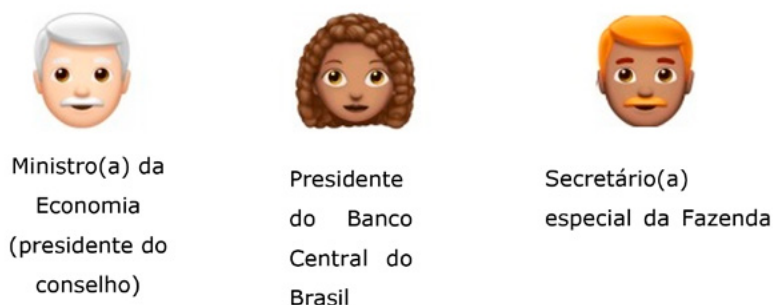 Ministro(a) da
Economia
(presidente do
conselho)
Presidente
do Banco
Central do
Brasil
Secretário(a)
especial da Fazenda